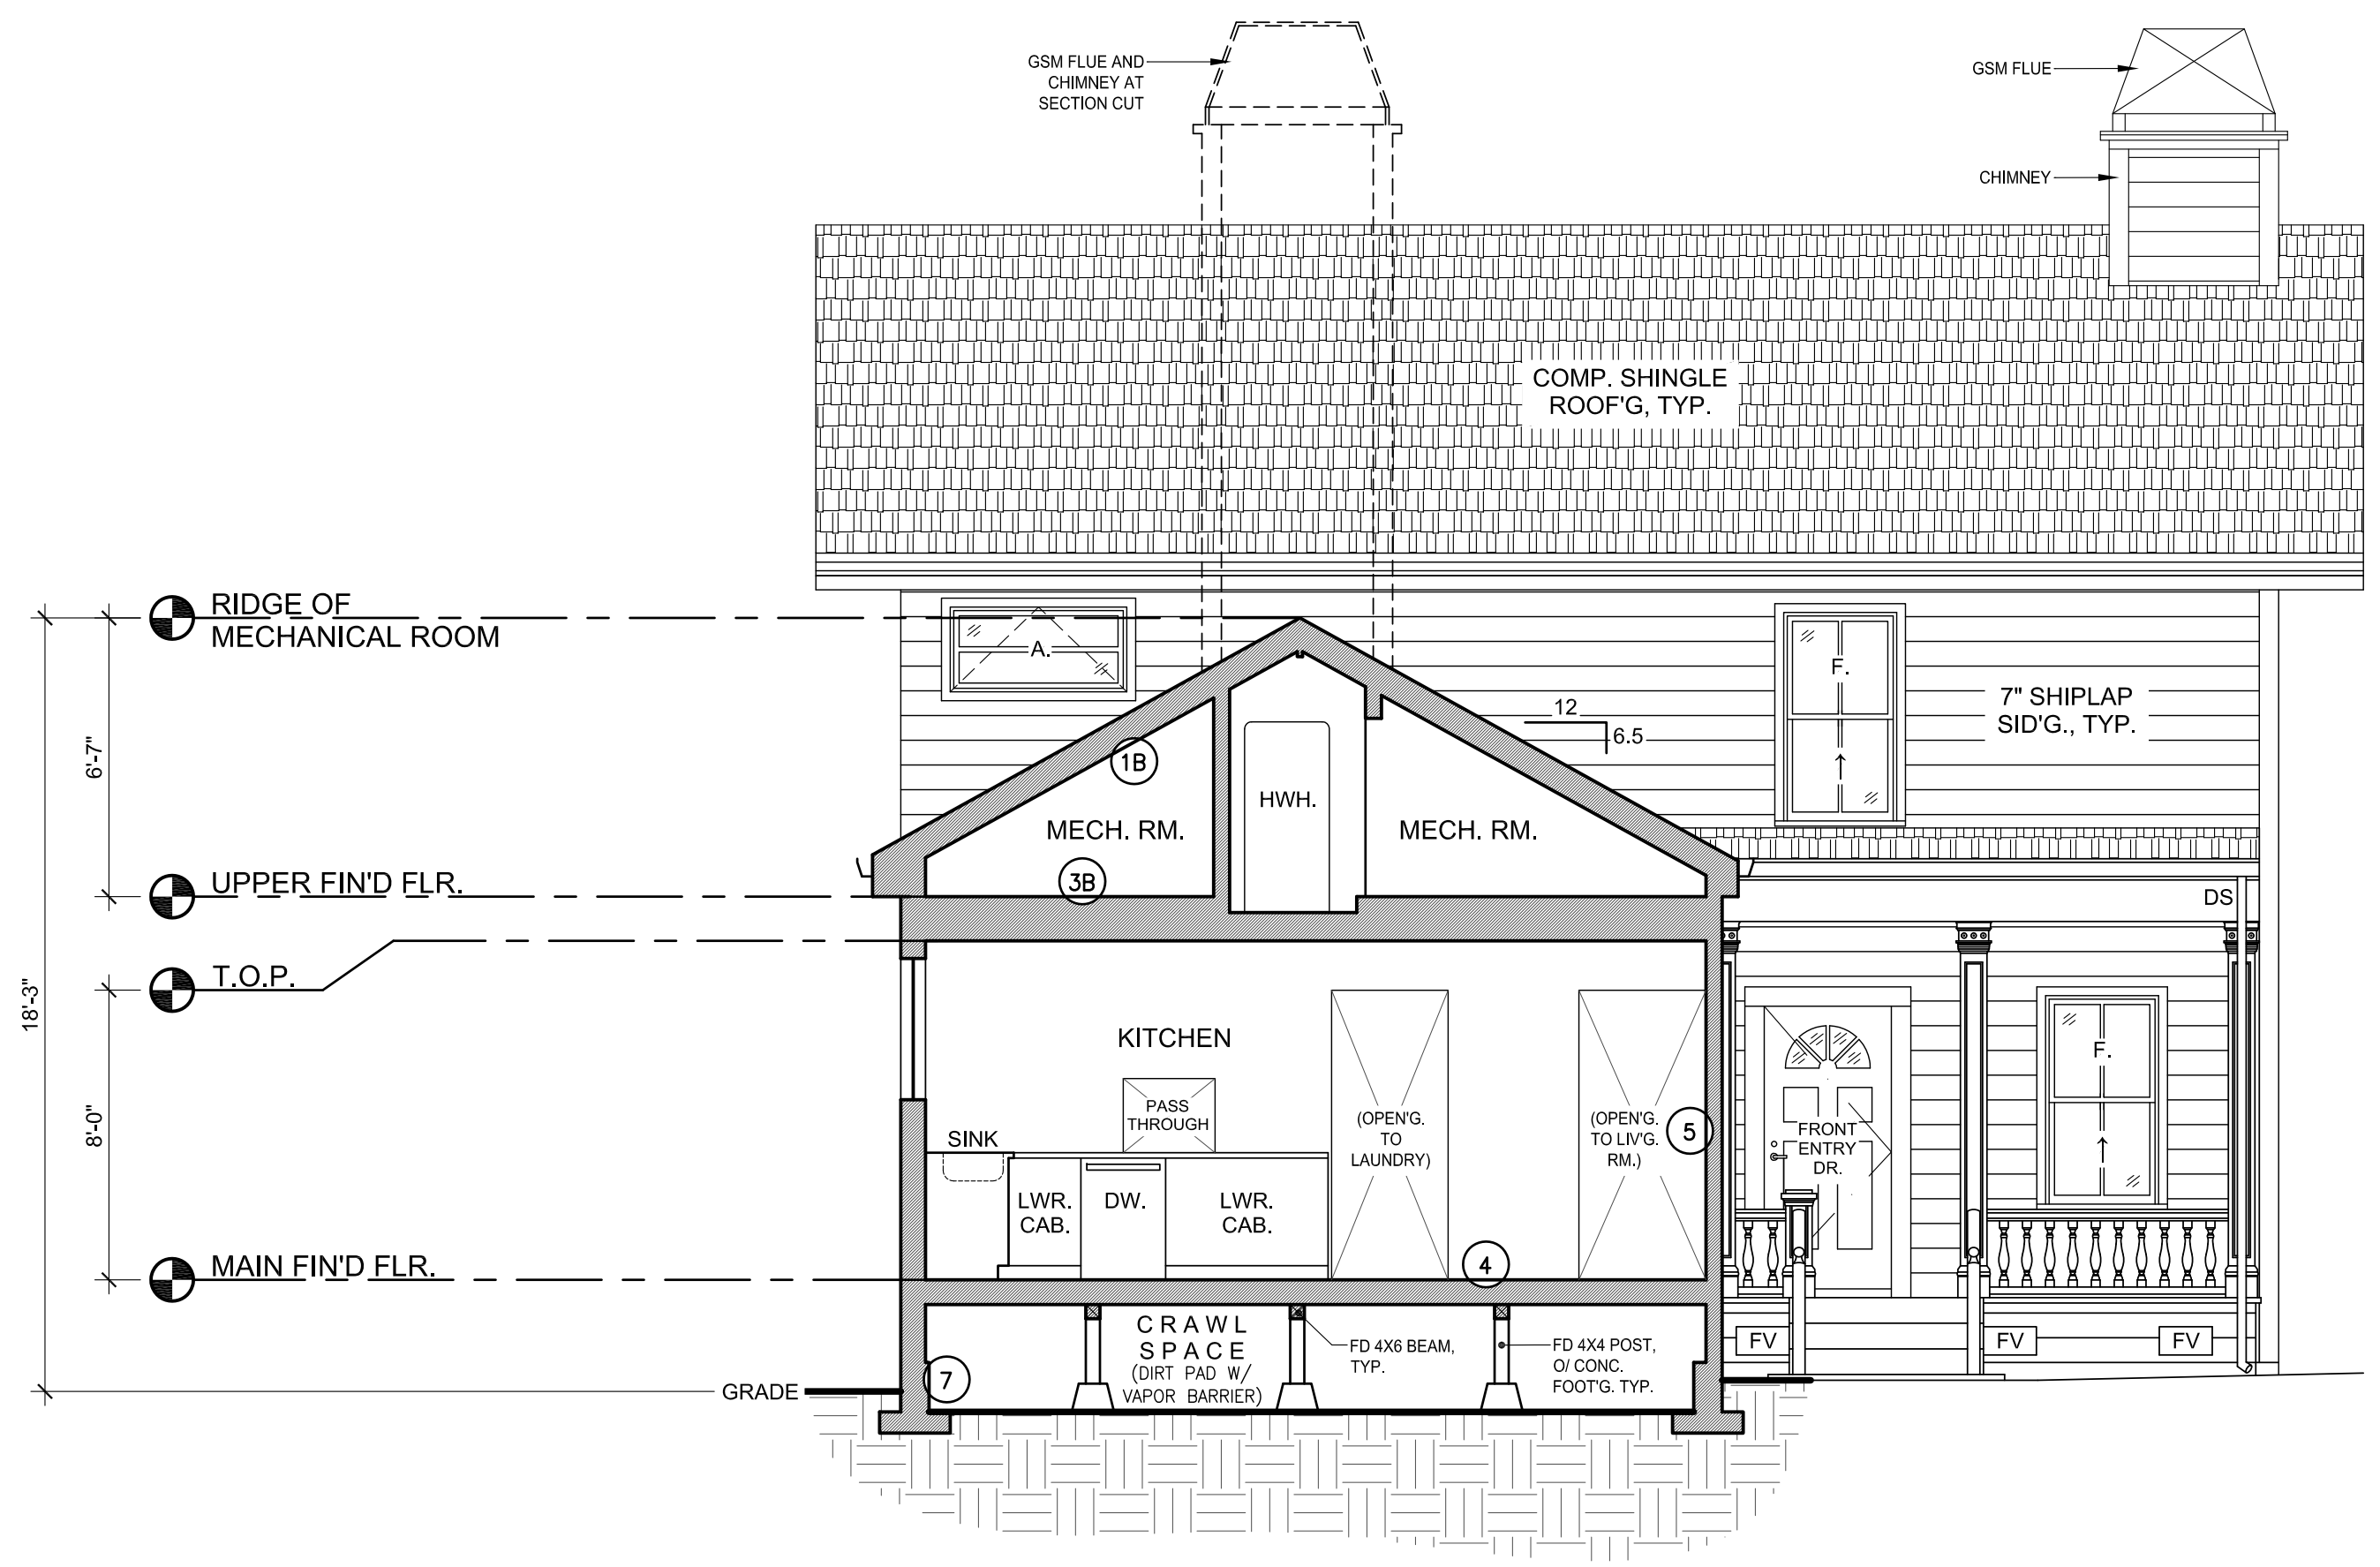 GSM FLUE AND
CHIMNEY AT
SECTION CUT
GSM FLUE
CHIMNEY
COMP. SHINGLE
ROOF'G, TYP.
RIDGE OF
MECHANICAL ROOM
A.
F.
7" SHIPLAP
SID'G., TYP.
12
6.5
6'-7"
1B
HWH.
MECH. RM.
MECH. RM.
3B
UPPER FIN'D FLR.
DS
T.O.P.
18'-3"
KITCHEN
F.
8'-0"
PASS
THROUGH
SINK
(OPEN'G.
TO
LAUNDRY)
(OPEN'G.
TO LIV'G.
RM.)
5
FRONT
ENTRY
DR.
LWR.
CAB.
DW.
LWR.
CAB.
MAIN FIN'D FLR.
4
CRAWL
SPACE
(DIRT PAD W/
VAPOR BARRIER)
FD 4X6 BEAM,
TYP.
FD 4X4 POST,
O/ CONC.
FOOT'G. TYP.
FV
FV
FV
7
GRADE